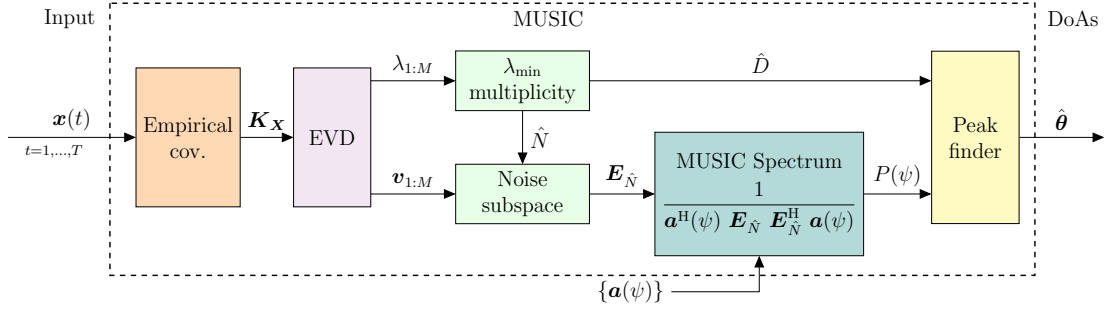 Input
MUSIC
DoAs
x(t)
t=1,...,T
Empirical
cov.
K_X
EVD
λ_{1:M}
v_{1:M}
λ_min
multiplicity
N̂
Noise
subspace
D̂
E_N̂
MUSIC Spectrum
1
a^H(ψ) E_N̂ E_N̂^H a(ψ)
{a(ψ)}
P(ψ)
Peak
finder
θ̂